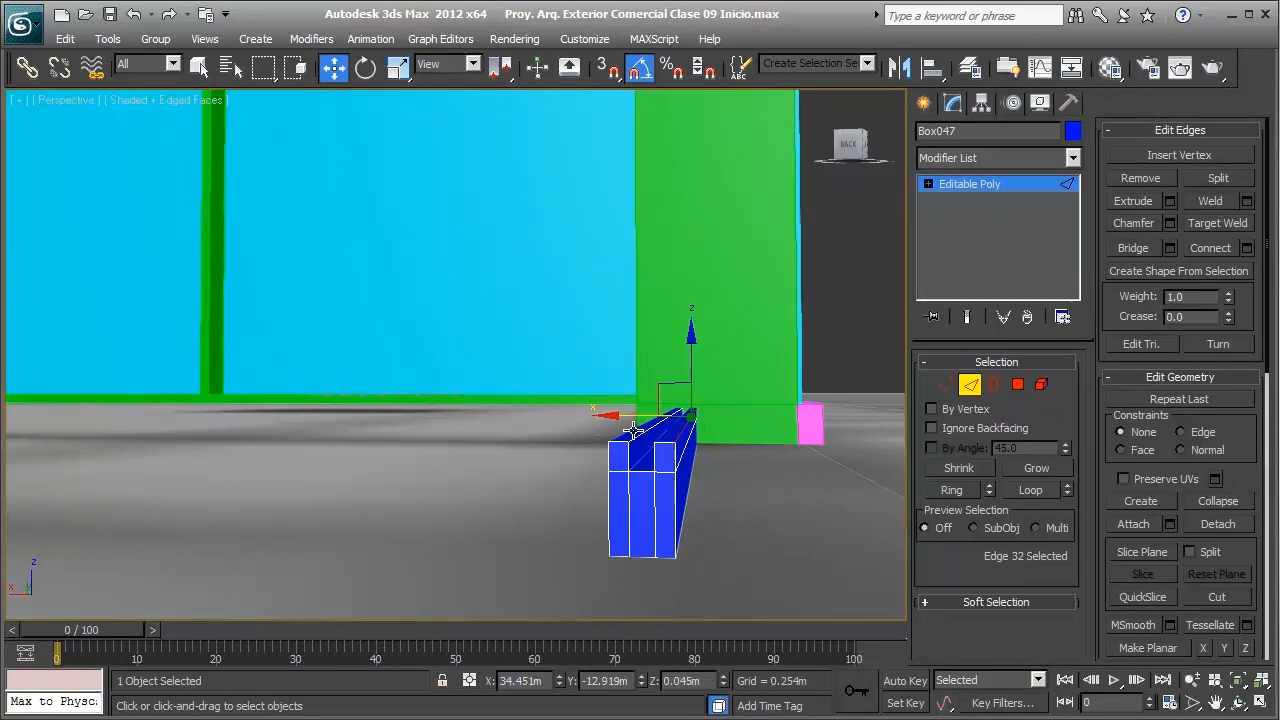 Autodesk 3ds Max 2012 x64
Proy. Arq. Exterior Comercial Clase 09 Inicio.max
Type a keyword or phrase
Edit Tools Group Views Create Modifiers Animation Graph Editors Rendering Customize MAXScript Help
All
View
3
Create Selection Se
[ + ] [ Perspective ] [ Shaded + Edged Faces ]
BACK
z
x
z
x
Box047
Modifier List
Editable Poly
Selection
By Vertex
Ignore Backfacing
By Angle: 45.0
Shrink Grow
Ring Loop
Preview Selection
Off SubObj Multi
Edge 32 Selected
Soft Selection
Edit Edges
Insert Vertex
Remove Split
Extrude Weld
Chamfer Target Weld
Bridge Connect
Create Shape From Selection
Weight: 1.0
Crease: 0.0
Edit Tri. Turn
Edit Geometry
Repeat Last
Constraints
None Edge
Face Normal
Preserve UVs
Create Collapse
Attach Detach
Slice Plane Split
Slice Reset Plane
QuickSlice Cut
MSmooth Tessellate
Make Planar X Y Z
0 / 100
0 10 20 30 40 50 60 70 80 90 100
1 Object Selected
X: 34.451m Y: -12.919m Z: 0.045m Grid = 0.254m
Auto Key Selected
Max to Physc:
Click or click-and-drag to select objects
Add Time Tag
Set Key Key Filters...
0